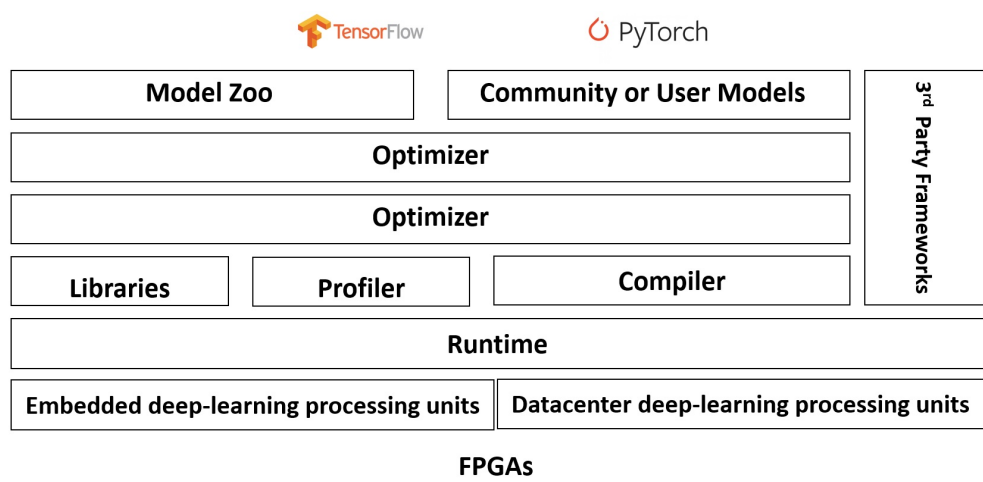 TensorFlow
PyTorch
Model Zoo
Community or User Models
3rd Party Frameworks
Optimizer
Optimizer
Libraries
Profiler
Compiler
Runtime
Embedded deep-learning processing units
Datacenter deep-learning processing units
FPGAs